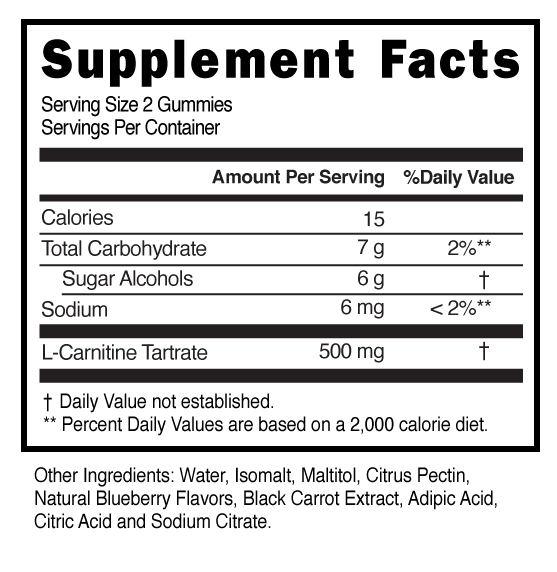 Supplement Facts
Serving Size 2 Gummies
Servings Per Container
Amount Per Serving %Daily Value
Calories 15
Total Carbohydrate 7 g 2%**
Sugar Alcohols 6 g †
Sodium 6 mg < 2%**
L-Carnitine Tartrate 500 mg †
† Daily Value not established.
** Percent Daily Values are based on a 2,000 calorie diet.
Other Ingredients: Water, Isomalt, Maltitol, Citrus Pectin,
Natural Blueberry Flavors, Black Carrot Extract, Adipic Acid,
Citric Acid and Sodium Citrate.